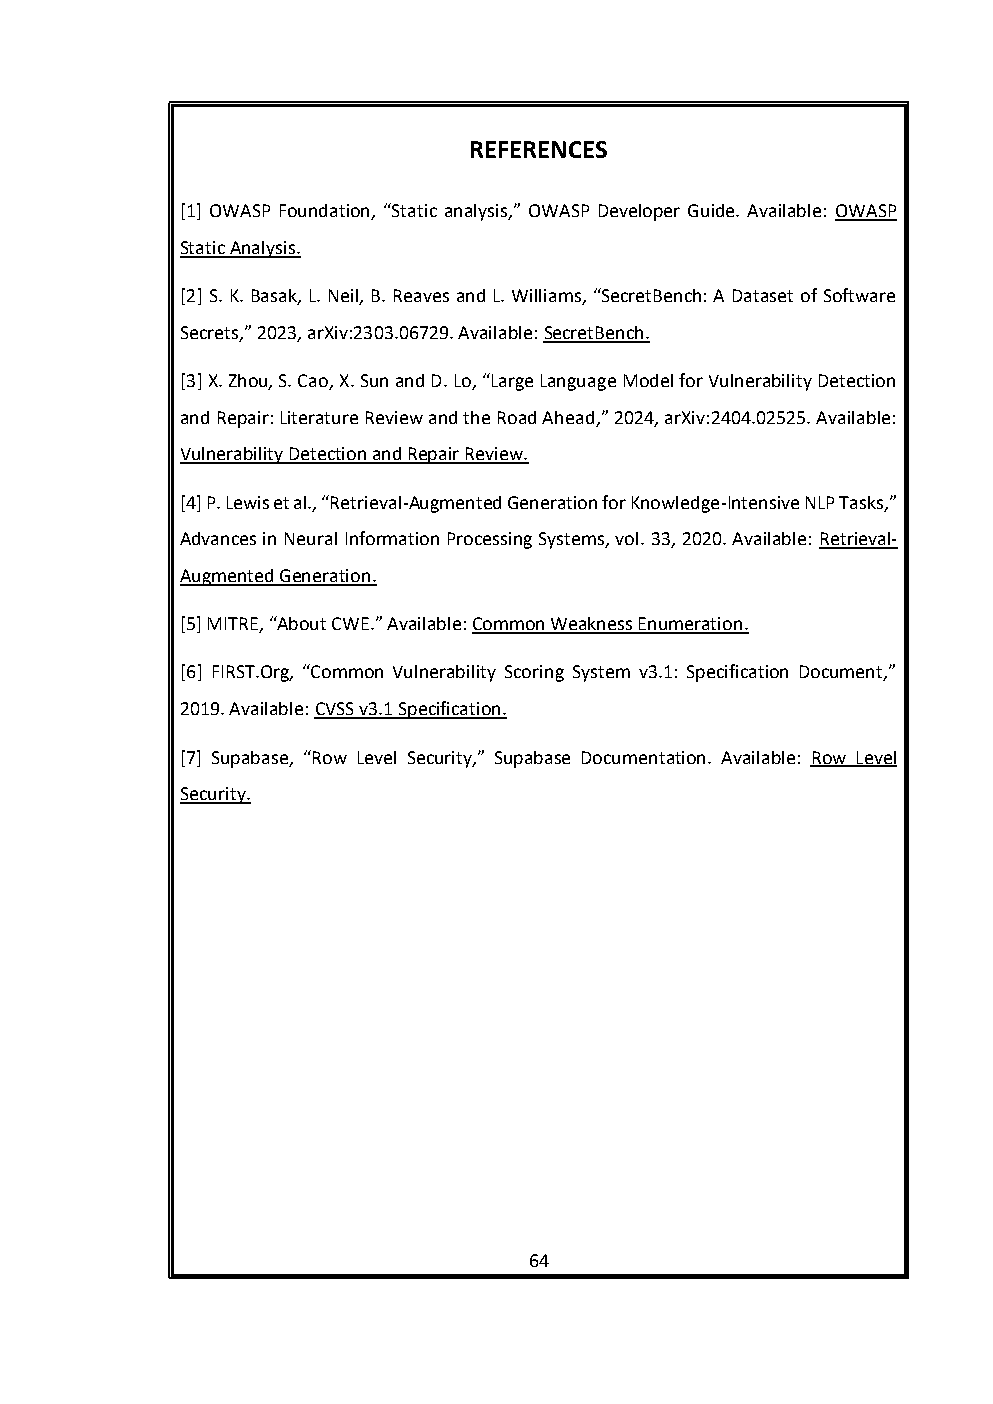 REFERENCES
[1] OWASP Foundation, “Static analysis,” OWASP Developer Guide. Available: OWASP
Static Analysis.
[2] S. K. Basak, L. Neil, B. Reaves and L. Williams, “SecretBench: A Dataset of Software
Secrets,” 2023, arXiv:2303.06729. Available: SecretBench.
[3] X. Zhou, S. Cao, X. Sun and D. Lo, “Large Language Model for Vulnerability Detection
and Repair: Literature Review and the Road Ahead,” 2024, arXiv:2404.02525. Available:
Vulnerability Detection and Repair Review.
[4] P. Lewis et al., “Retrieval-Augmented Generation for Knowledge-Intensive NLP Tasks,”
Advances in Neural Information Processing Systems, vol. 33, 2020. Available: Retrieval-
Augmented Generation.
[5] MITRE, “About CWE.” Available: Common Weakness Enumeration.
[6] FIRST.Org, “Common Vulnerability Scoring System v3.1: Specification Document,”
2019. Available: CVSS v3.1 Specification.
[7] Supabase, “Row Level Security,” Supabase Documentation. Available: Row Level
Security.
64